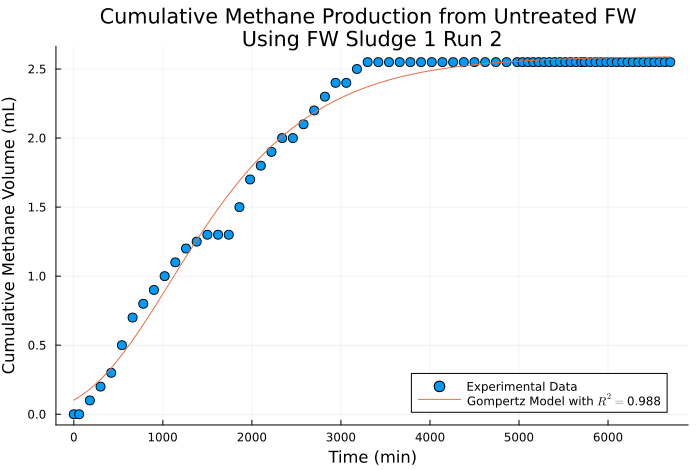 Cumulative Methane Production from Untreated FW
Using FW Sludge 1 Run 2
Cumulative Methane Volume (mL)
2.5
2.0
1.5
1.0
0.5
0.0
0 1000 2000 3000 4000 5000 6000
Time (min)
Experimental Data
Gompertz Model with R² = 0.988